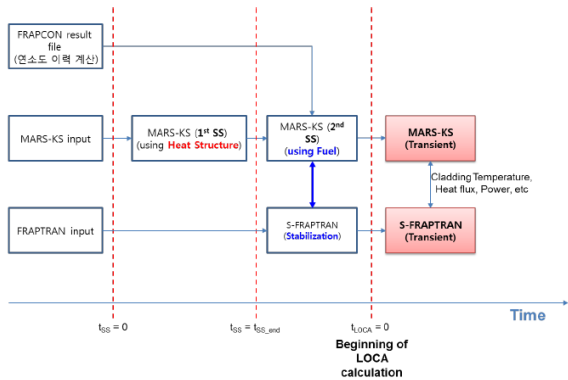 FRAPCON result
file
(연소도 이력 계산)
MARS-KS input
MARS-KS (1st SS)
(using Heat Structure)
MARS-KS (2nd
SS)
(using Fuel)
MARS-KS
(Transient)
Cladding Temperature,
Heat flux, Power, etc
FRAPTRAN input
S-FRAPTRAN
(Stabilization)
S-FRAPTRAN
(Transient)
Time
tSS = 0
tSS = tSS_end
tLOCA = 0
Beginning of
LOCA
calculation